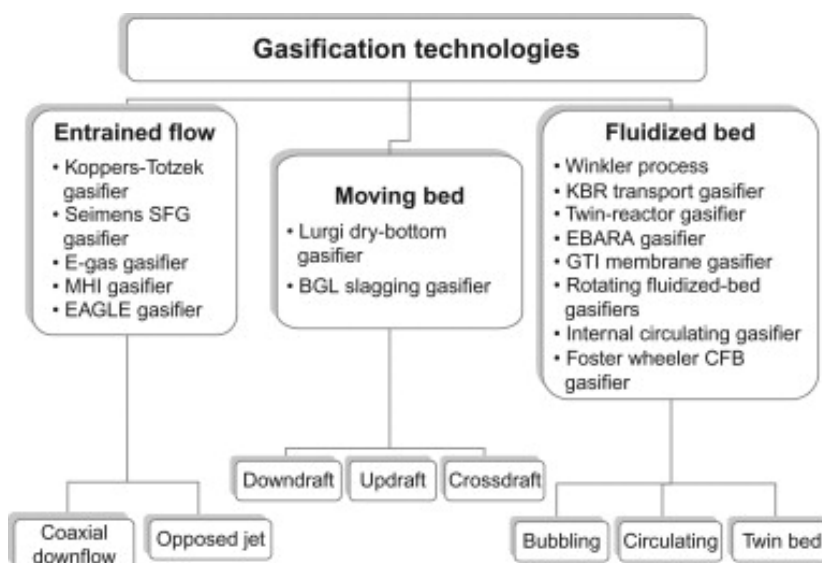 Gasification technologies
Entrained flow
• Koppers-Totzek
gasifier
• Seimens SFG
gasifier
• E-gas gasifier
• MHI gasifier
• EAGLE gasifier
Moving bed
• Lurgi dry-bottom
gasifier
• BGL slagging gasifier
Fluidized bed
• Winkler process
• KBR transport gasifier
• Twin-reactor gasifier
• EBARA gasifier
• GTI membrane gasifier
• Rotating fluidized-bed
gasifiers
• Internal circulating gasifier
• Foster wheeler CFB
gasifier
Coaxial
downflow
Opposed jet
Downdraft
Updraft
Crossdraft
Bubbling
Circulating
Twin bed